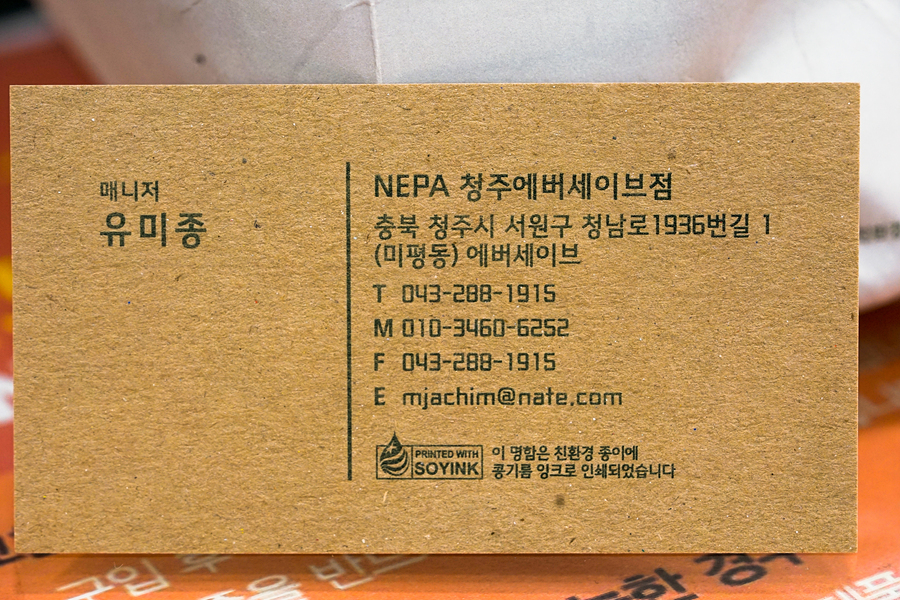 매니저
유미종
NEPA 청주에버세이브점
충북 청주시 서원구 청남로1936번길 1
(미평동) 에버세이브
T 043-288-1915
M 010-3460-6252
F 043-288-1915
E mjachim@nate.com
PRINTED WITH
SOYINK
이 명함은 친환경 종이에
콩기름 잉크로 인쇄되었습니다
구입 후